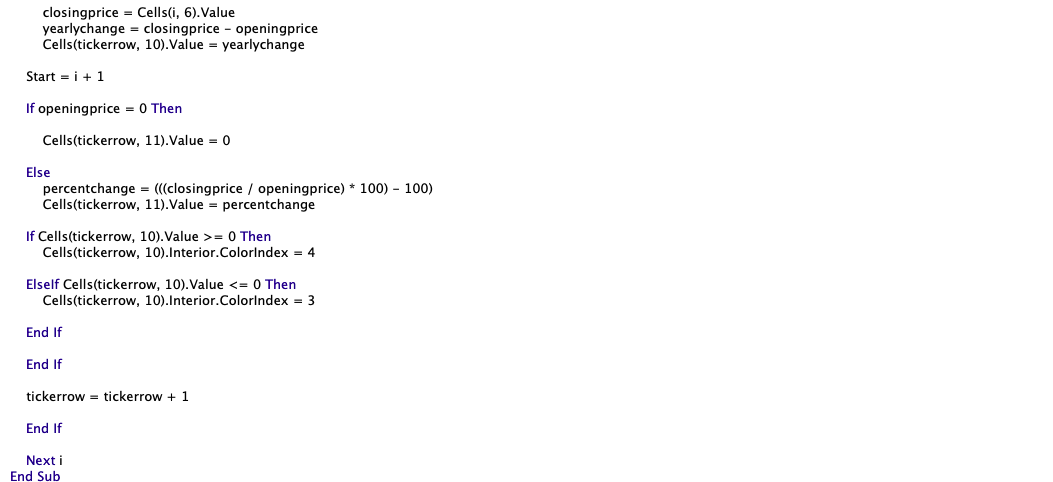 closingprice = Cells(i, 6).Value
yearlychange = closingprice - openingprice
Cells(tickerrow, 10).Value = yearlychange
Start = i + 1
If openingprice = 0 Then
Cells(tickerrow, 11).Value = 0
Else
percentchange = (((closingprice / openingprice) * 100) - 100)
Cells(tickerrow, 11).Value = percentchange
If Cells(tickerrow, 10).Value >= 0 Then
Cells(tickerrow, 10).Interior.ColorIndex = 4
ElseIf Cells(tickerrow, 10).Value <= 0 Then
Cells(tickerrow, 10).Interior.ColorIndex = 3
End If
End If
tickerrow = tickerrow + 1
End If
Next i
End Sub